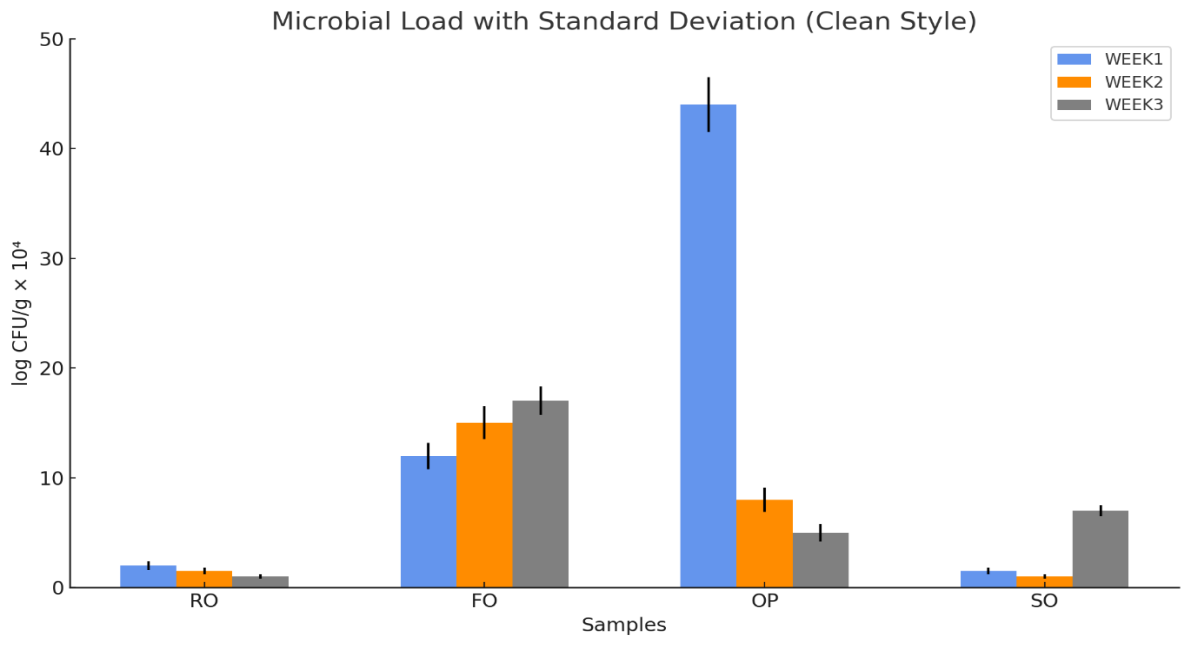 Microbial Load with Standard Deviation (Clean Style)
WEEK1
WEEK2
WEEK3
log CFU/g × 10⁴
50
40
30
20
10
0
RO FO OP SO
Samples